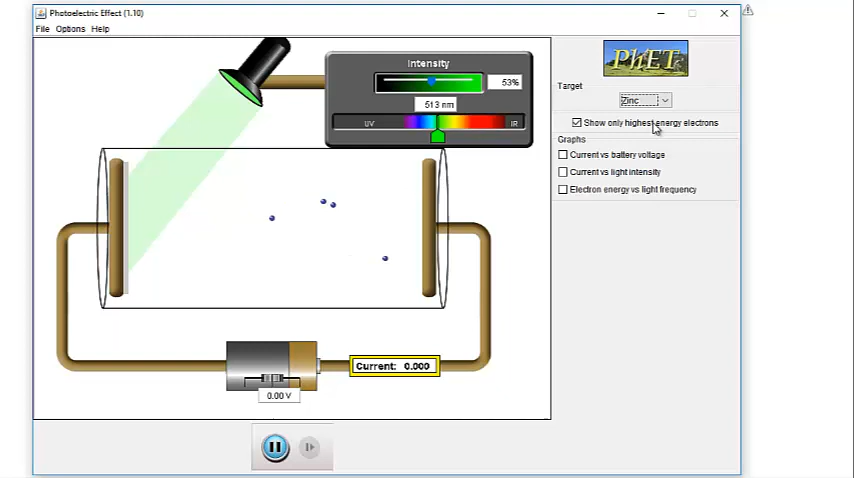 Photoelectric Effect (1.10)
File Options Help
PhET
Intensity
53%
513 nm
UV
IR
Target
Zinc
Show only highest energy electrons
Graphs
Current vs battery voltage
Current vs light intensity
Electron energy vs light frequency
Current: 0.000
0.00 V